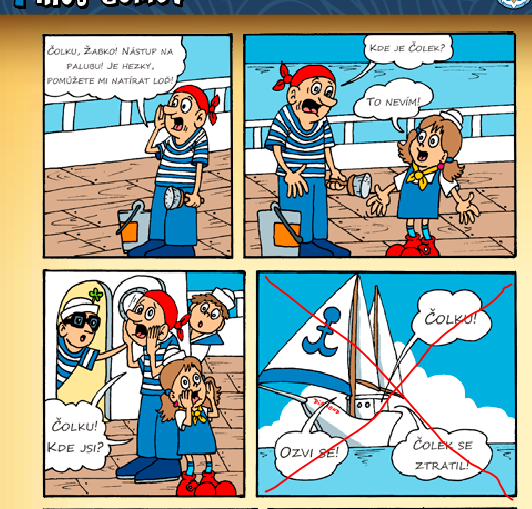 ČOLKU, ŽABKO! NÁSTUP NA
PALUBU! JE HEZKY,
POMŮŽETE MI NATÍRAT LOĎ!
KDE JE ČOLEK?
TO NEVÍM!
ČOLKU!
KDE JSI?
ČOLKU!
OZVI SE!
ČOLEK SE
ZTRATIL!